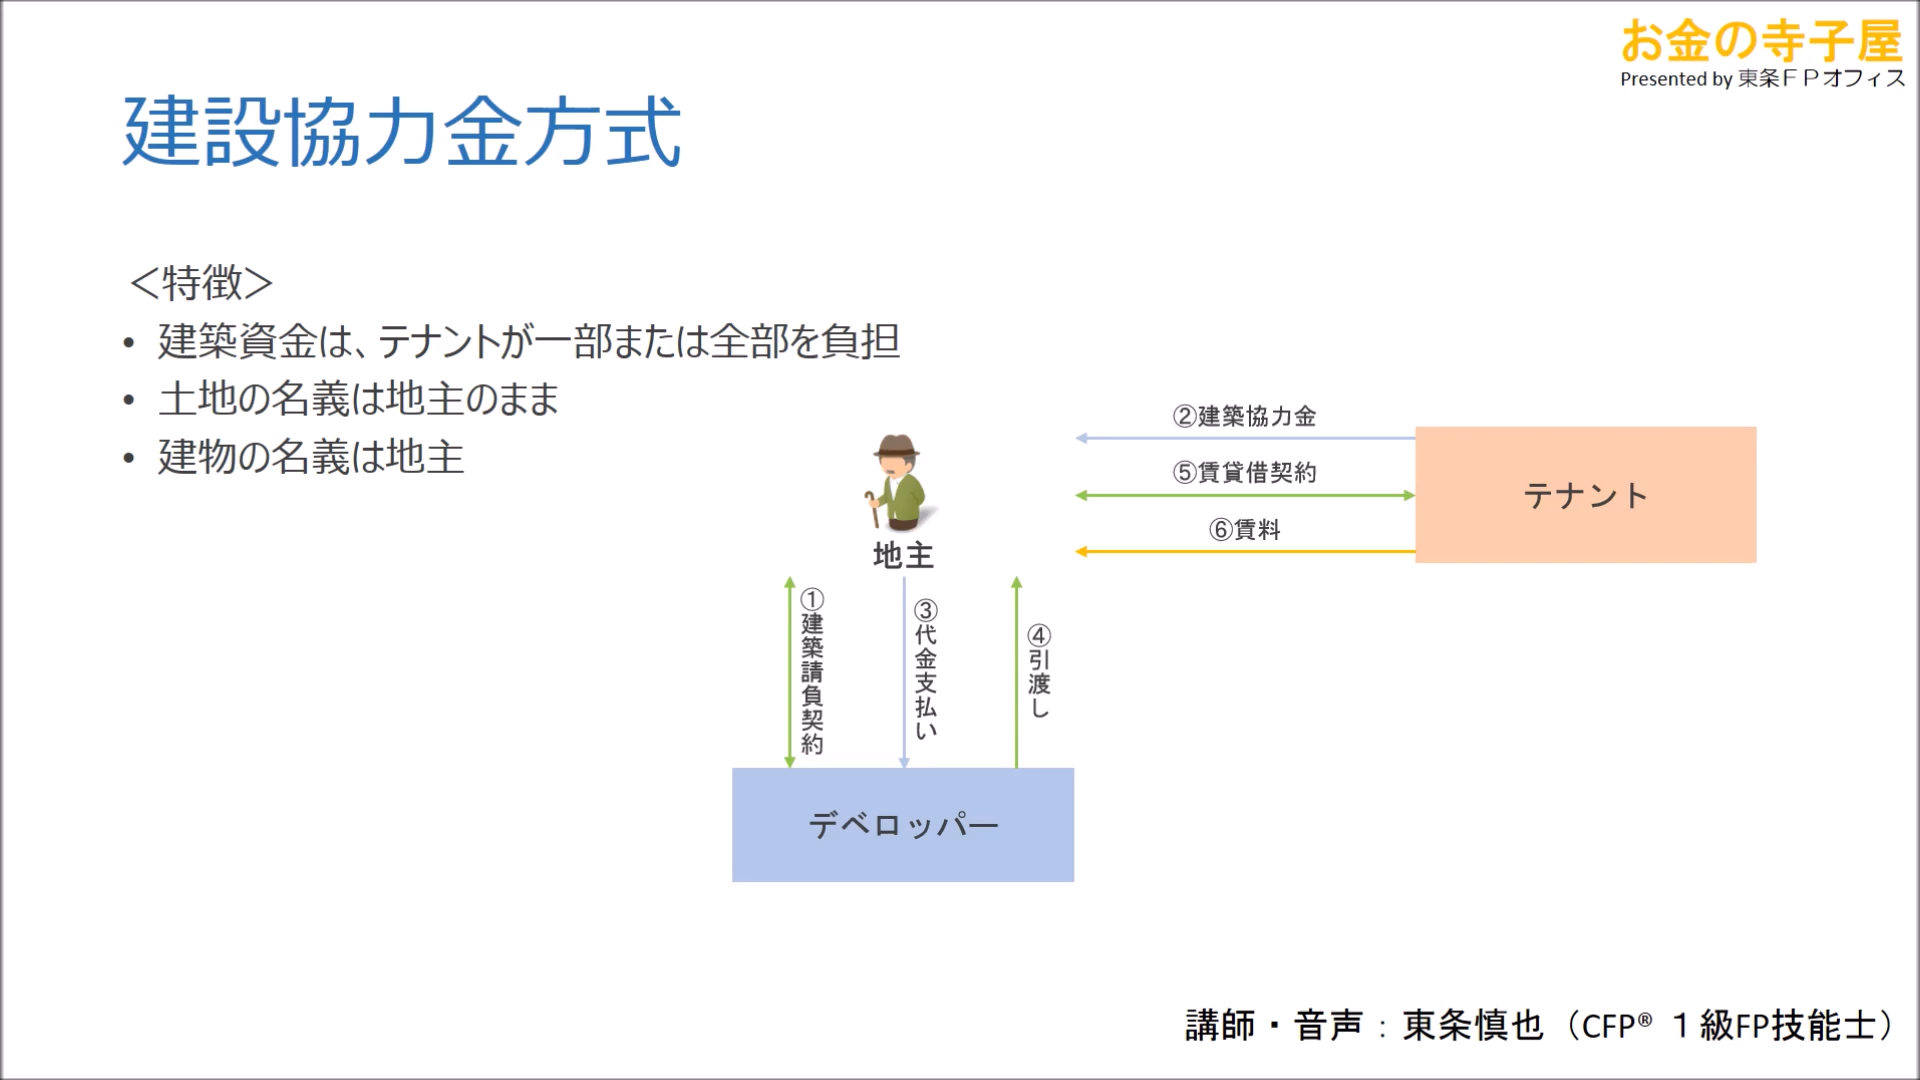 お金の寺子屋
Presented by 東条ＦＰオフィス
建設協力金方式
＜特徴＞
• 建築資金は、テナントが一部または全部を負担
• 土地の名義は地主のまま
• 建物の名義は地主
②建築協力金
⑤賃貸借契約
⑥賃料
テナント
地主
①建築請負契約
③代金支払い
④引渡し
デベロッパー
講師・音声：東条慎也（CFP® １級FP技能士）